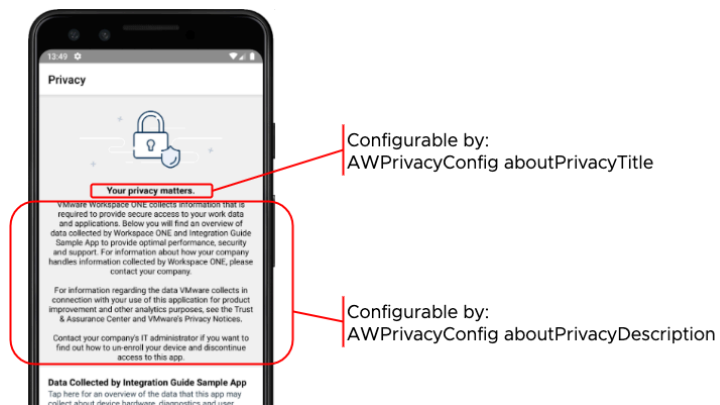 13:49
Privacy
Your privacy matters.
VMware Workspace ONE collects information that is
required to provide secure access to your work data
and applications. Below you will find an overview of
data collected by Workspace ONE and Integration Guide
Sample App to provide optimal performance, security
and support. For information about how your company
handles information collected by Workspace ONE, please
contact your company.
For information regarding the data VMware collects in
connection with your use of this application for product
improvement and other analytics purposes, see the Trust
& Assurance Center and VMware's Privacy Notices.
Contact your company's IT administrator if you want to
find out how to un-enroll your device and discontinue
access to this app.
Data Collected by Integration Guide Sample App
Tap here for an overview of the data that this app may
collect about device hardware, diagnostics and user
Configurable by:
AWPrivacyConfig aboutPrivacyTitle
Configurable by:
AWPrivacyConfig aboutPrivacyDescription